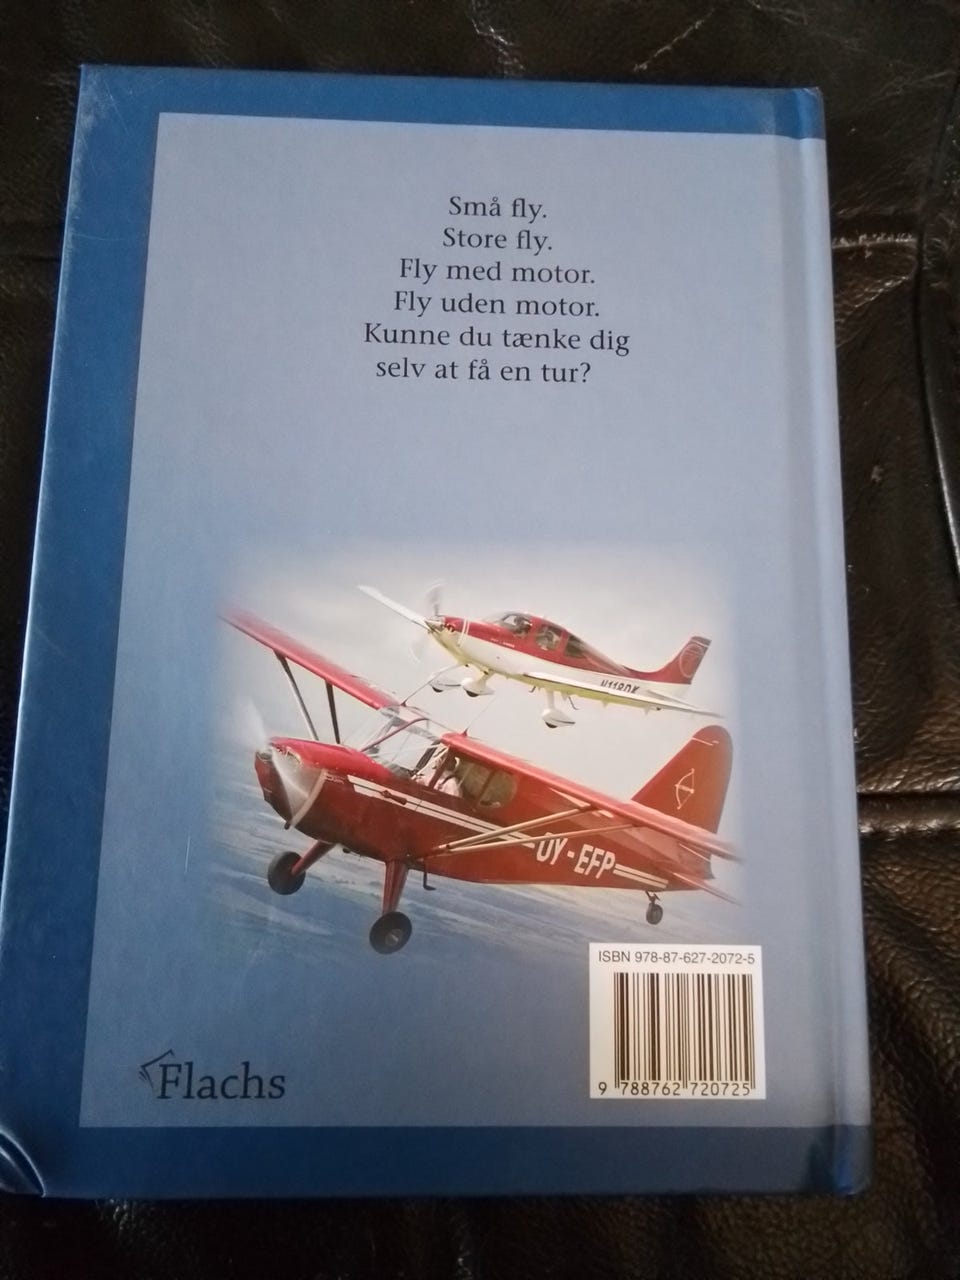 Små fly.
Store fly.
Fly med motor.
Fly uden motor.
Kunne du tænke dig
selv at få en tur?
N118DK
OY-EFP
ISBN 978-87-627-2072-5
9 788762 720725
Flachs